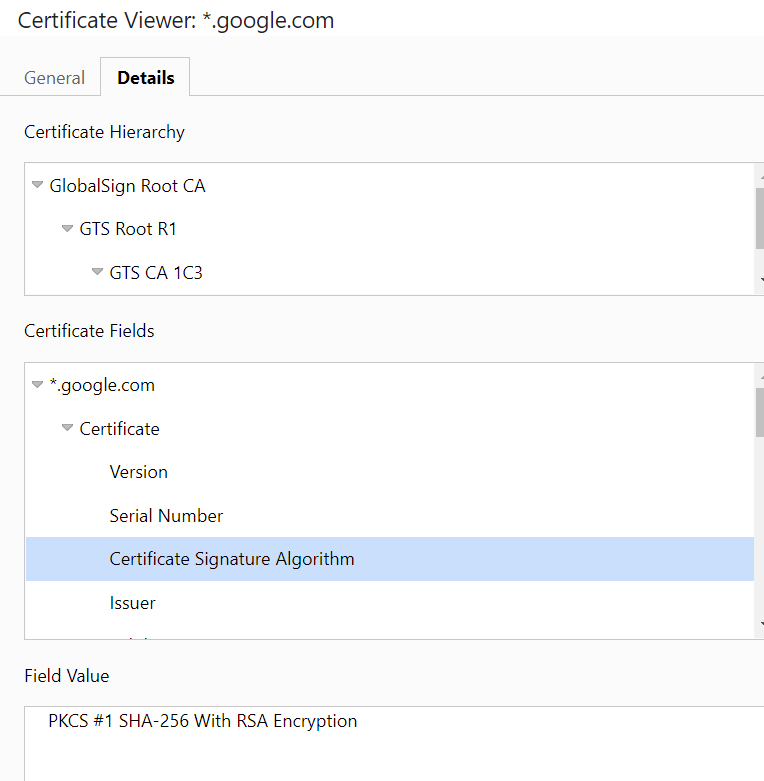 Certificate Viewer: *.google.com
General Details
Certificate Hierarchy
GlobalSign Root CA
GTS Root R1
GTS CA 1C3
Certificate Fields
*.google.com
Certificate
Version
Serial Number
Certificate Signature Algorithm
Issuer
Field Value
PKCS #1 SHA-256 With RSA Encryption